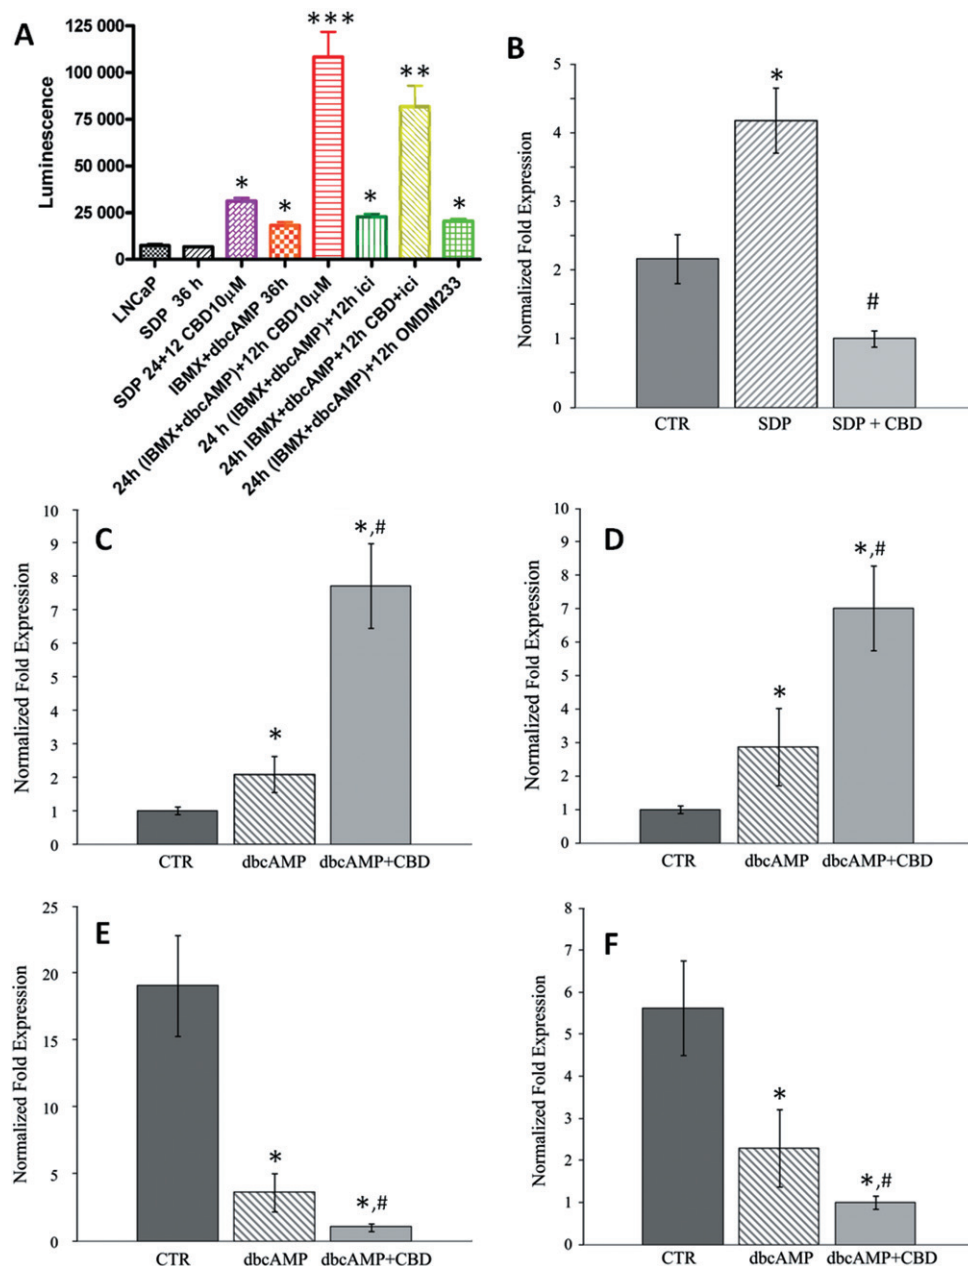 A
Luminescence
125 000
100 000
75 000
50 000
25 000
0
***
**
*
*
*
*
LNCaP
SDP 36 h
SDP 24+12 CBD10µM
IBMX+dbcAMP 36h
24h (IBMX+dbcAMP)+12h CBD10µM
24 h (IBMX+dbcAMP)+12h ici
24h IBMX+dbcAMP+12h CBD+ici
24h (IBMX+dbcAMP)+12h OMDM233
B
Normalized Fold Expression
5
4
3
2
2
1
0
*
#
CTR
SDP
SDP + CBD
C
Normalized Fold Expression
10
9
8
7
6
5
4
3
2
1
0
*,#
*
CTR
dbcAMP
dbcAMP+CBD
D
Normalized Fold Expression
10
9
8
7
6
5
4
3
2
1
0
*,#
*
CTR
dbcAMP
dbcAMP+CBD
E
Normalized Fold Expression
25
20
15
10
5
0
*
*,#
CTR
dbcAMP
dbcAMP+CBD
F
Normalized Fold Expression
8
7
6
5
4
3
2
1
0
*
*,#
CTR
dbcAMP
dbcAMP+CBD